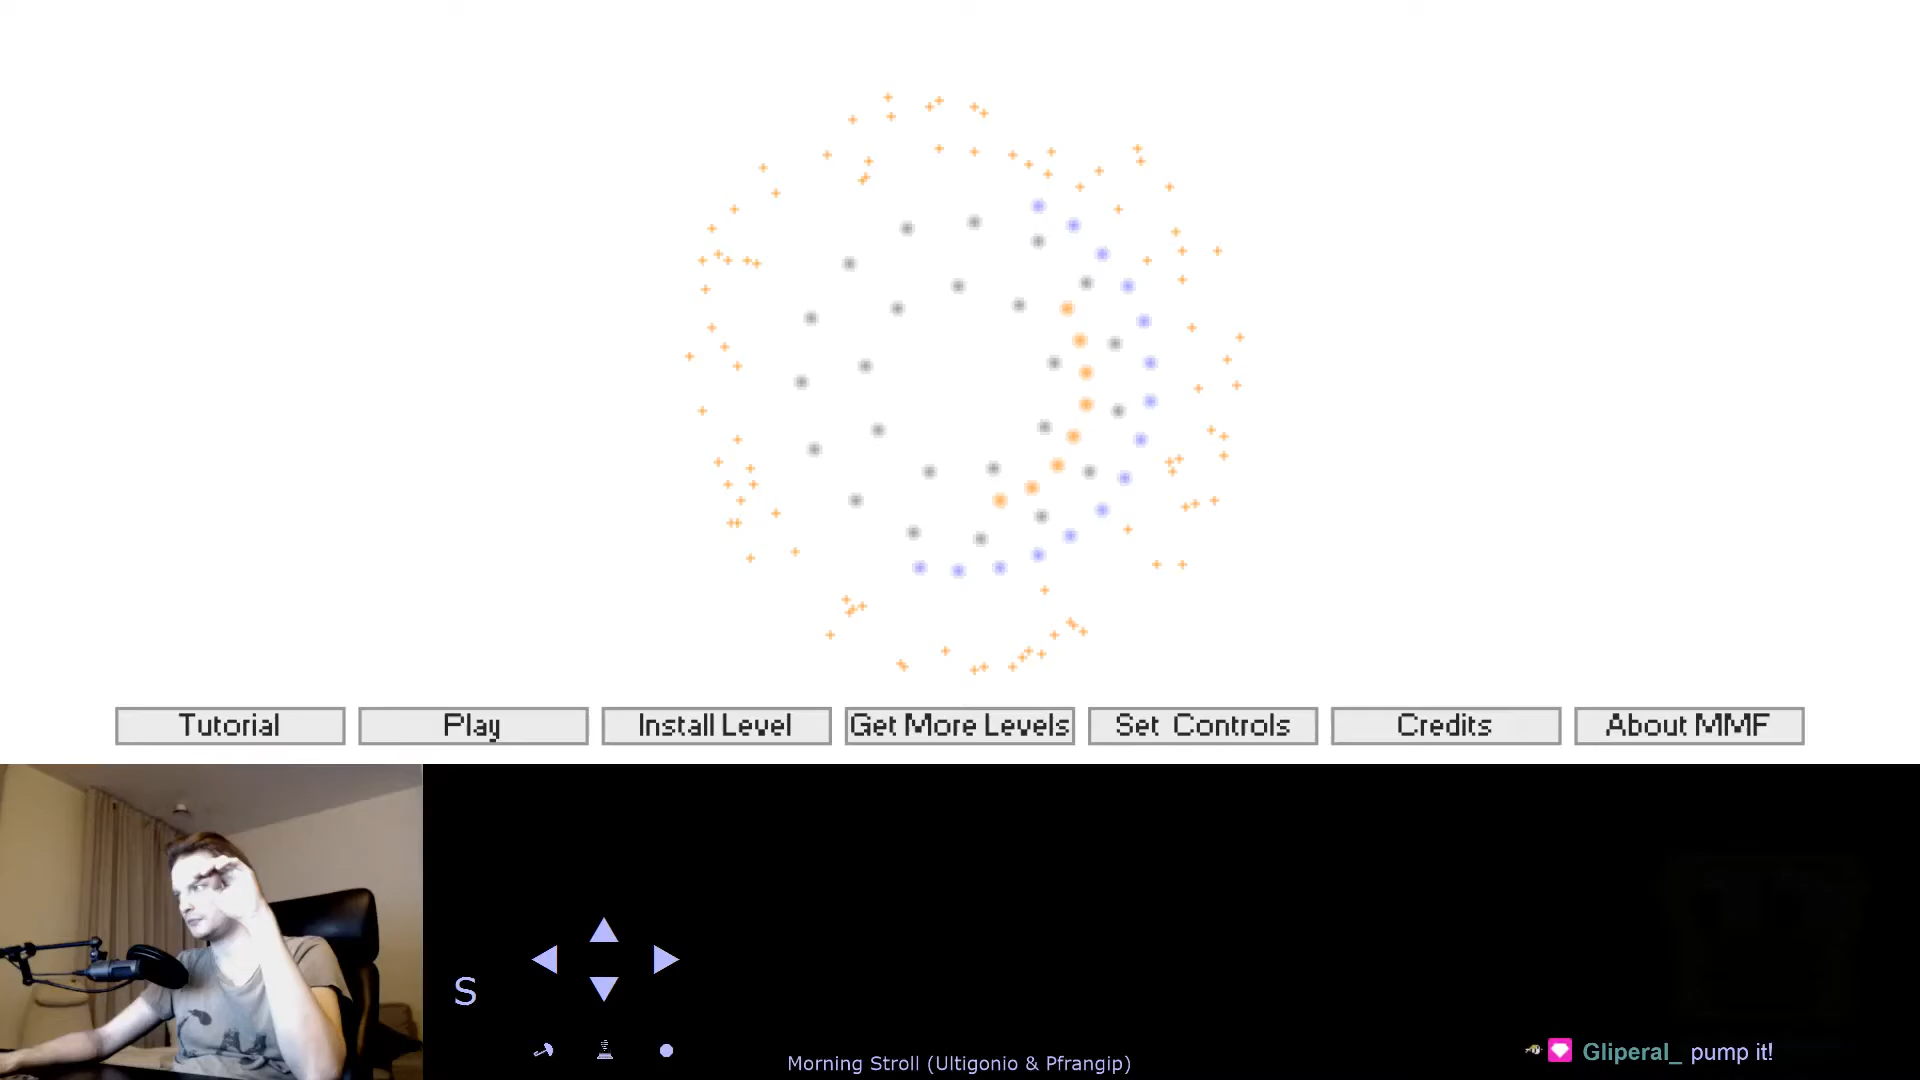 Tutorial
Play
Install Level
Get More Levels
Set Controls
Credits
About MMF
S
Morning Stroll (Ultigonio & Pfrangip)
Gliperal_ pump it!